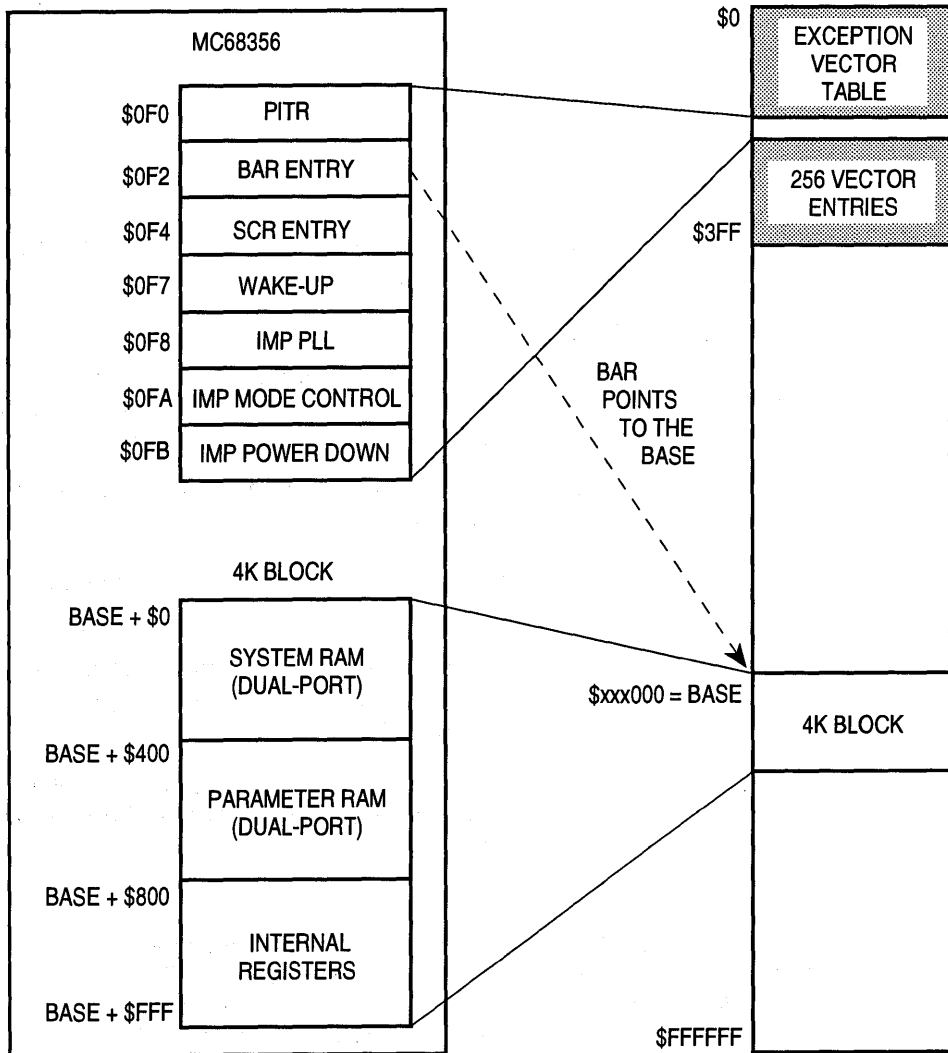 MC68356
$0F0
PITR
$0F2
BAR ENTRY
$0F4
SCR ENTRY
$0F7
WAKE-UP
$0F8
IMP PLL
$0FA
IMP MODE CONTROL
$0FB
IMP POWER DOWN
4K BLOCK
BASE + $0
SYSTEM RAM
(DUAL-PORT)
BASE + $400
PARAMETER RAM
(DUAL-PORT)
BASE + $800
INTERNAL
REGISTERS
BASE + $FFF
$0
EXCEPTION
VECTOR
TABLE
256 VECTOR
ENTRIES
$3FF
BAR
POINTS
TO THE
BASE
$xxx000 = BASE
4K BLOCK
$FFFFFF